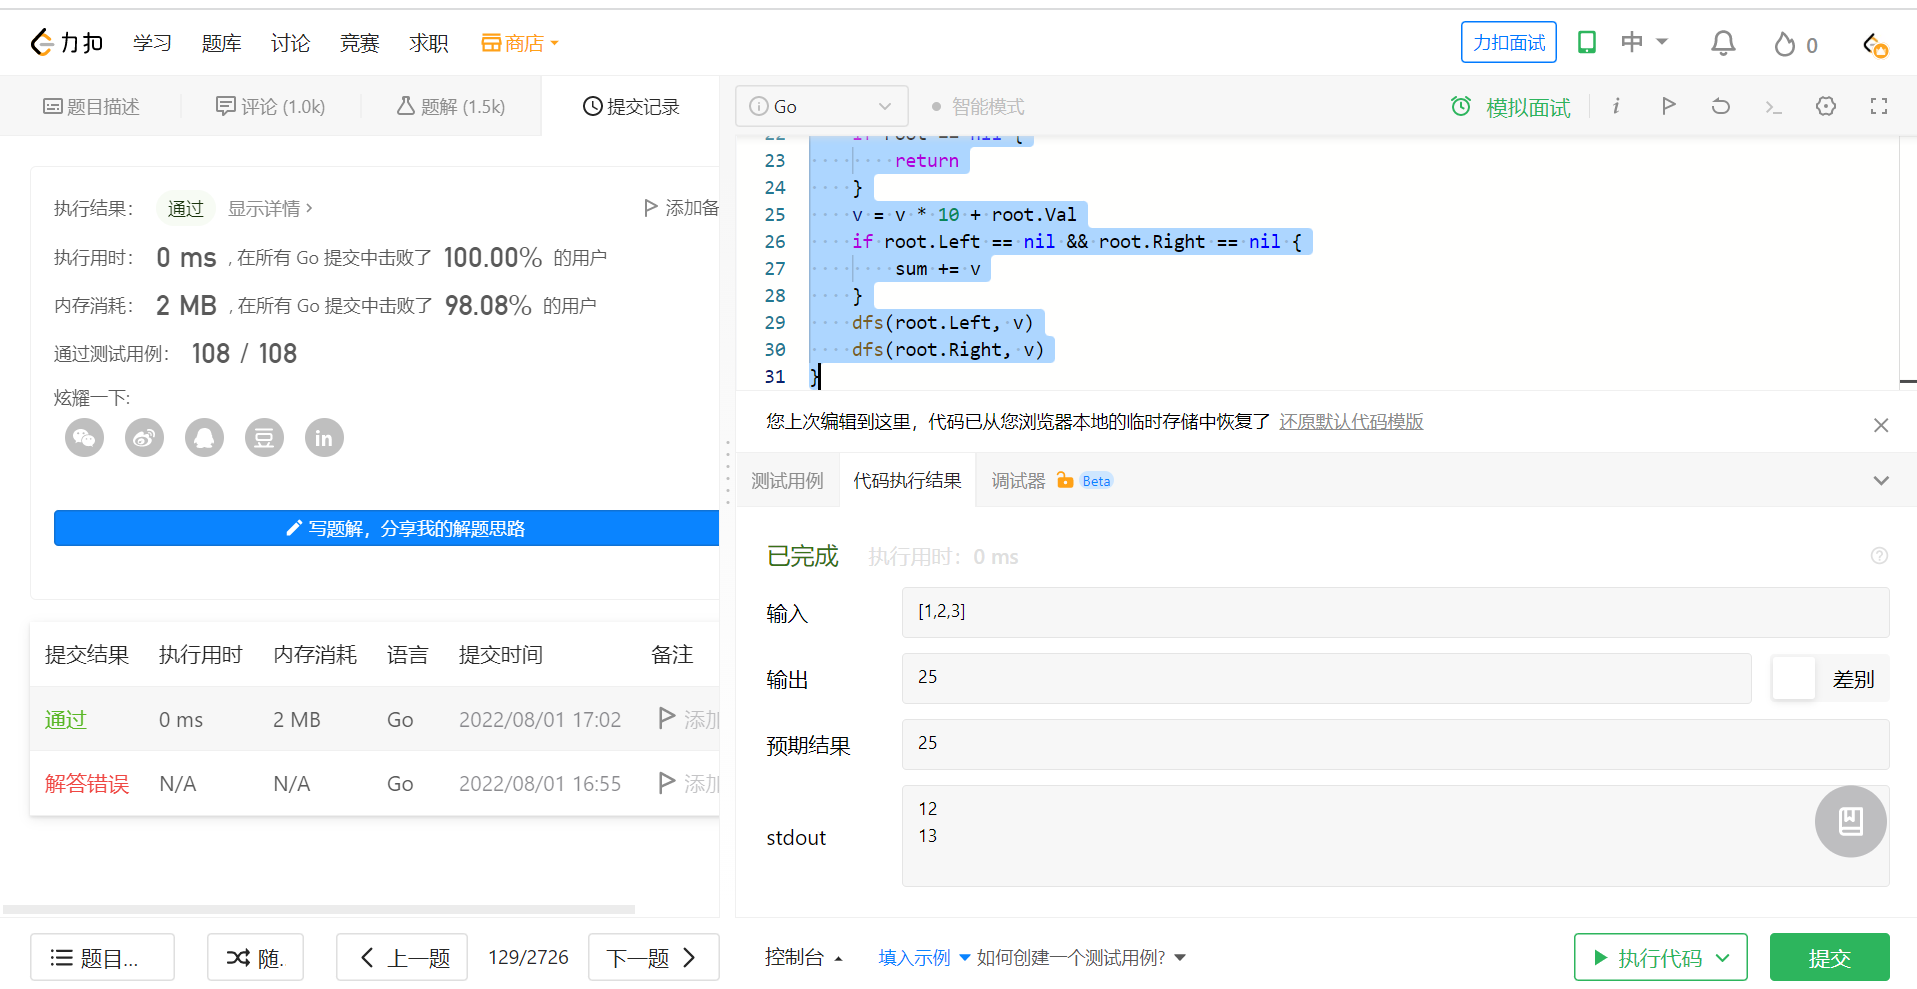 力扣 学习 题库 讨论 竞赛 求职 商店 力扣面试 中 0
题目描述 评论 (1.0k) 题解 (1.5k) 提交记录
执行结果： 通过 显示详情 > 添加备
执行用时： 0 ms , 在所有 Go 提交中击败了 100.00% 的用户
内存消耗： 2 MB , 在所有 Go 提交中击败了 98.08% 的用户
通过测试用例： 108 / 108
炫耀一下:
豆 in
写题解，分享我的解题思路
提交结果 执行用时 内存消耗 语言 提交时间 备注
通过 0 ms 2 MB Go 2022/08/01 17:02 添加
解答错误 N/A N/A Go 2022/08/01 16:55 添加
题目... 随. 上一题 129/2726 下一题
Go 智能模式 模拟面试
22 if root == nil {
23 return
24 }
25 v = v * 10 + root.Val
26 if root.Left == nil && root.Right == nil {
27 sum += v
28 }
29 dfs(root.Left, v)
30 dfs(root.Right, v)
31 }
您上次编辑到这里，代码已从您浏览器本地的临时存储中恢复了 还原默认代码模版
测试用例 代码执行结果 调试器 Beta
已完成 执行用时：0 ms
输入 [1,2,3]
输出 25 差别
预期结果 25
stdout
12
13
控制台 填入示例 如何创建一个测试用例? 执行代码 提交